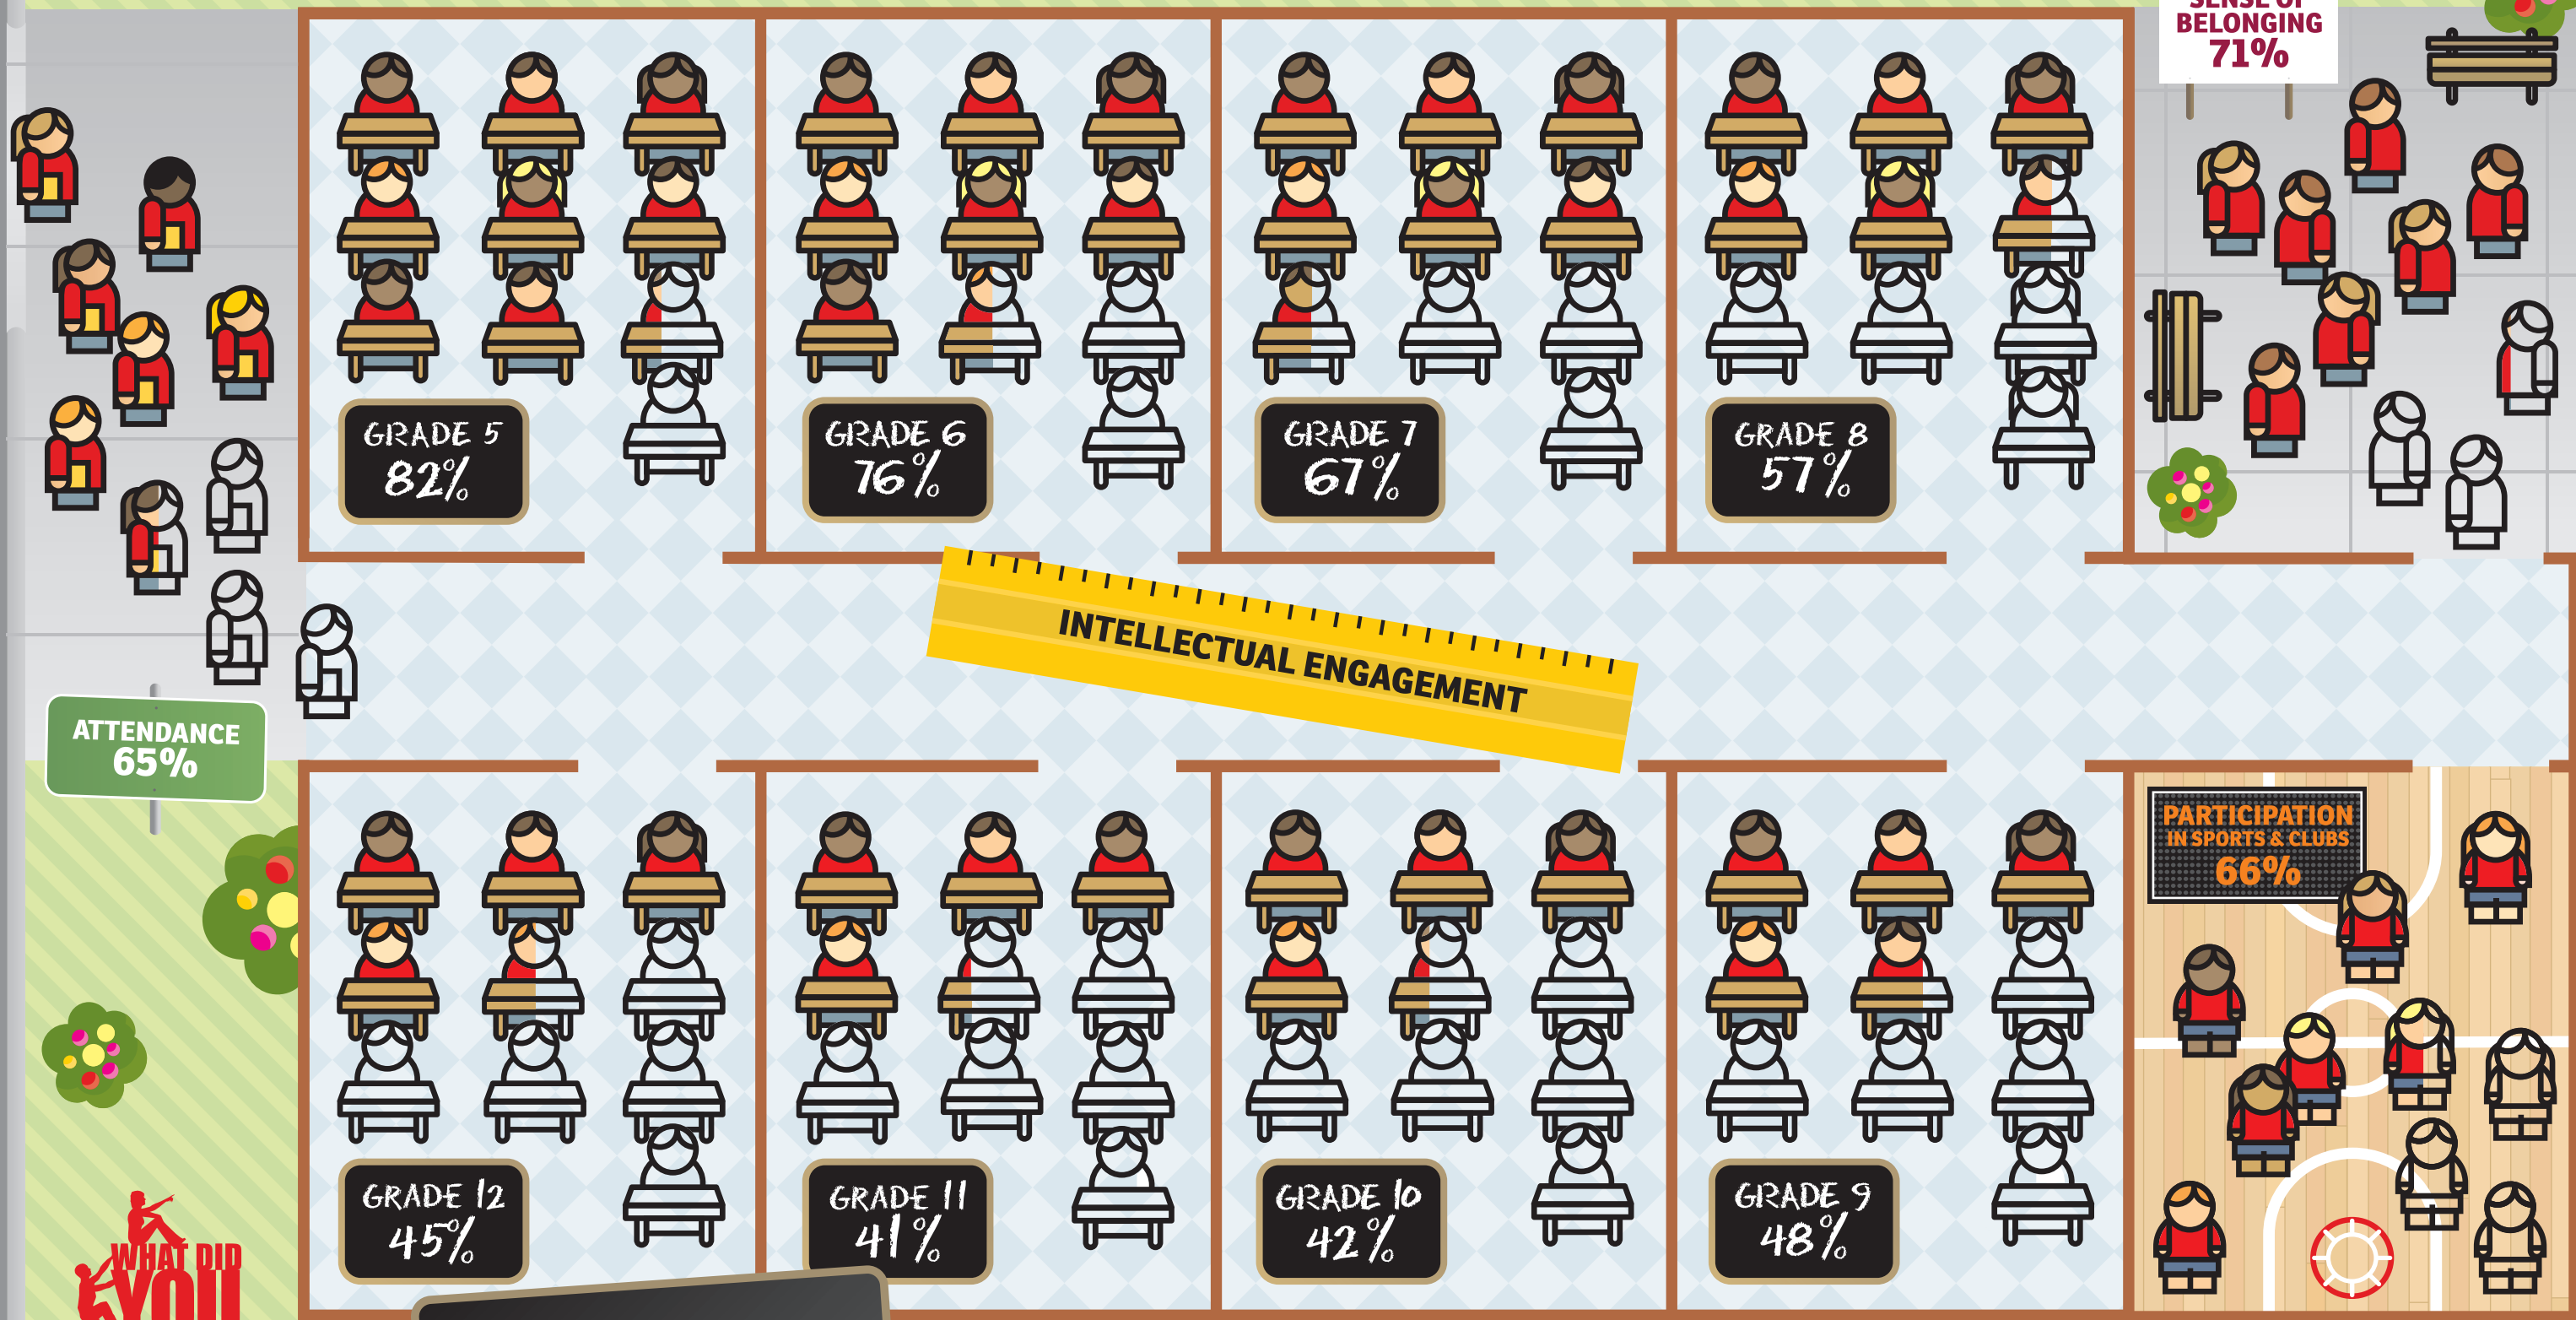 SENSE OF
BELONGING
71%
GRADE 5
82%
GRADE 6
76%
GRADE 7
67%
GRADE 8
57%
INTELLECTUAL ENGAGEMENT
ATTENDANCE
65%
PARTICIPATION
IN SPORTS & CLUBS
66%
GRADE 12
45%
GRADE 11
41%
GRADE 10
42%
GRADE 9
48%
WHAT DID
YOU